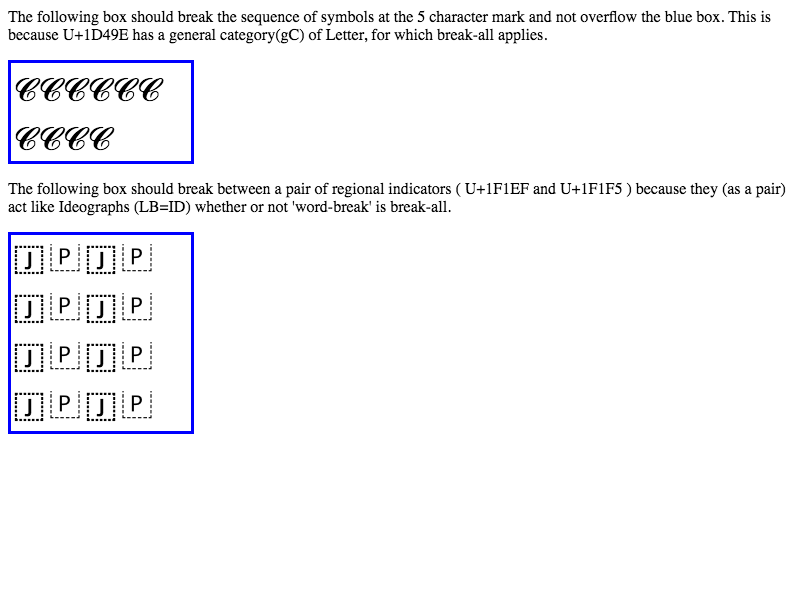 The following box should break the sequence of symbols at the 5 character mark and not overflow the blue box. This is
because U+1D49E has a general category(gC) of Letter, for which break-all applies.
𝒞𝒞𝒞𝒞𝒞𝒞
𝒞𝒞𝒞𝒞
The following box should break between a pair of regional indicators ( U+1F1EF and U+1F1F5 ) because they (as a pair)
act like Ideographs (LB=ID) whether or not 'word-break' is break-all.
J P J P
J P J P
J P J P
J P J P